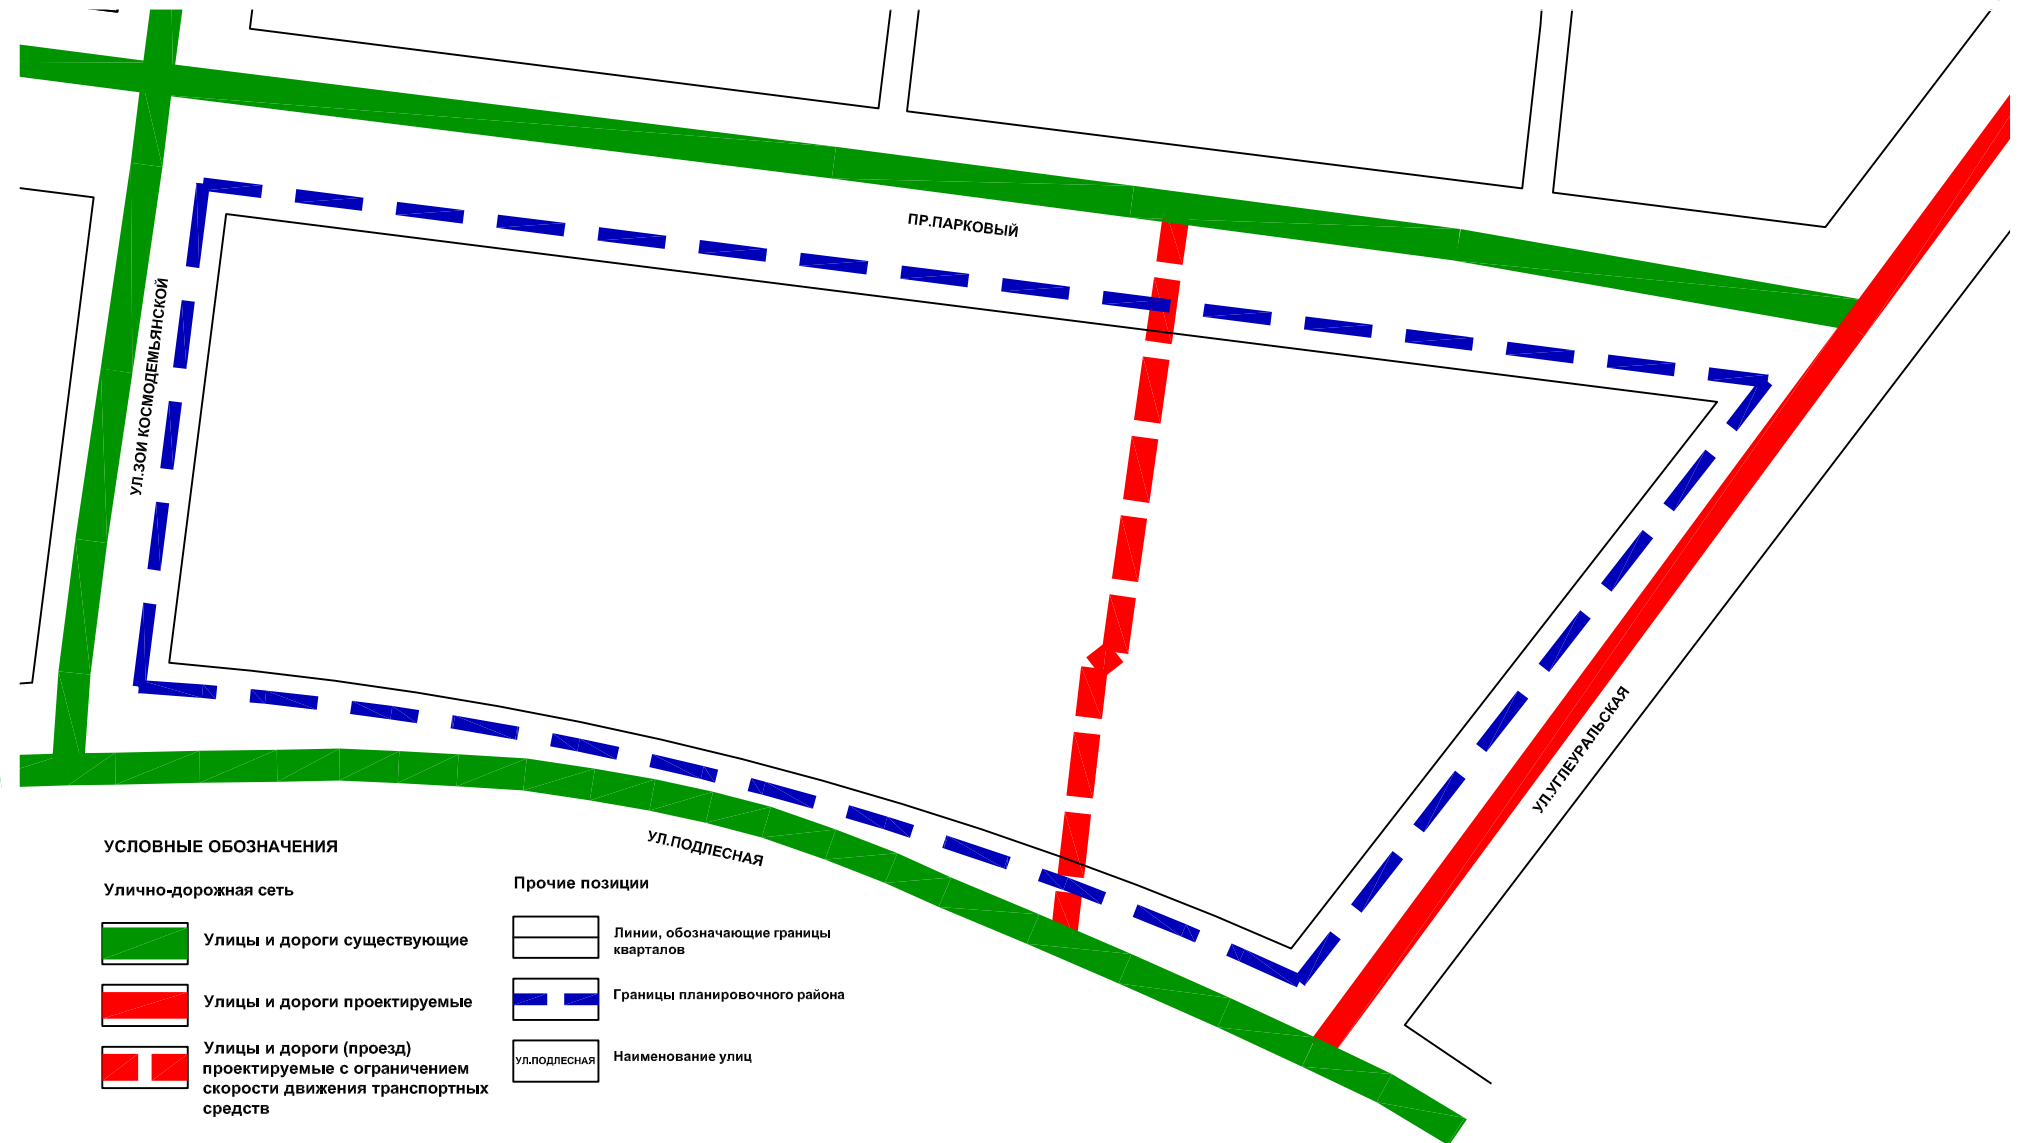 ПР.ПАРКОВЫЙ
УЛ.ЗОИ КОСМОДЕМЬЯНСКОЙ
УЛ.УГЛЕУРАЛЬСКАЯ
УЛ.ПОДЛЕСНАЯ
УСЛОВНЫЕ ОБОЗНАЧЕНИЯ
Улично-дорожная сеть
Улицы и дороги существующие
Улицы и дороги проектируемые
Улицы и дороги (проезд)
проектируемые с ограничением
скорости движения транспортных
средств
Прочие позиции
Линии, обозначающие границы
кварталов
Границы планировочного района
УЛ.ПОДЛЕСНАЯ
Наименование улиц